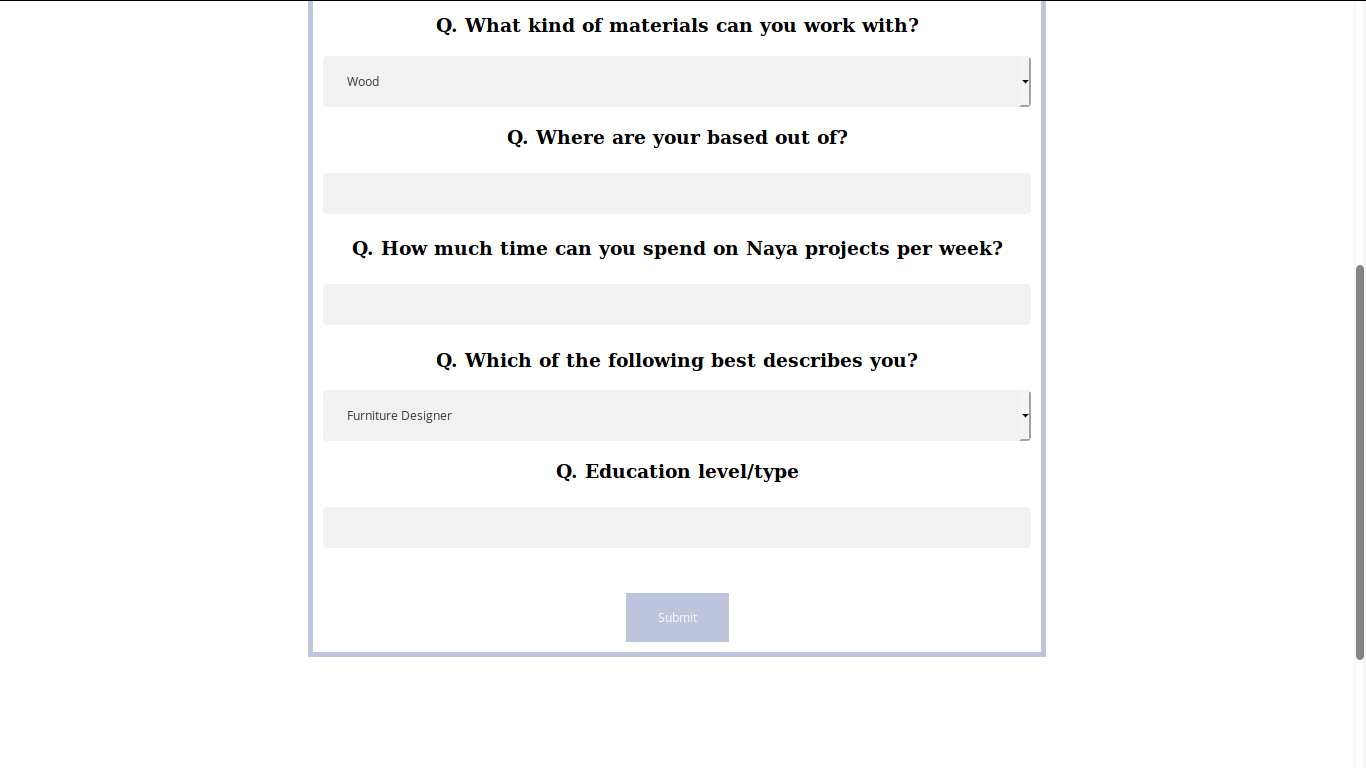 Q. What kind of materials can you work with?
Wood
Q. Where are your based out of?
Q. How much time can you spend on Naya projects per week?
Q. Which of the following best describes you?
Furniture Designer
Q. Education level/type
Submit